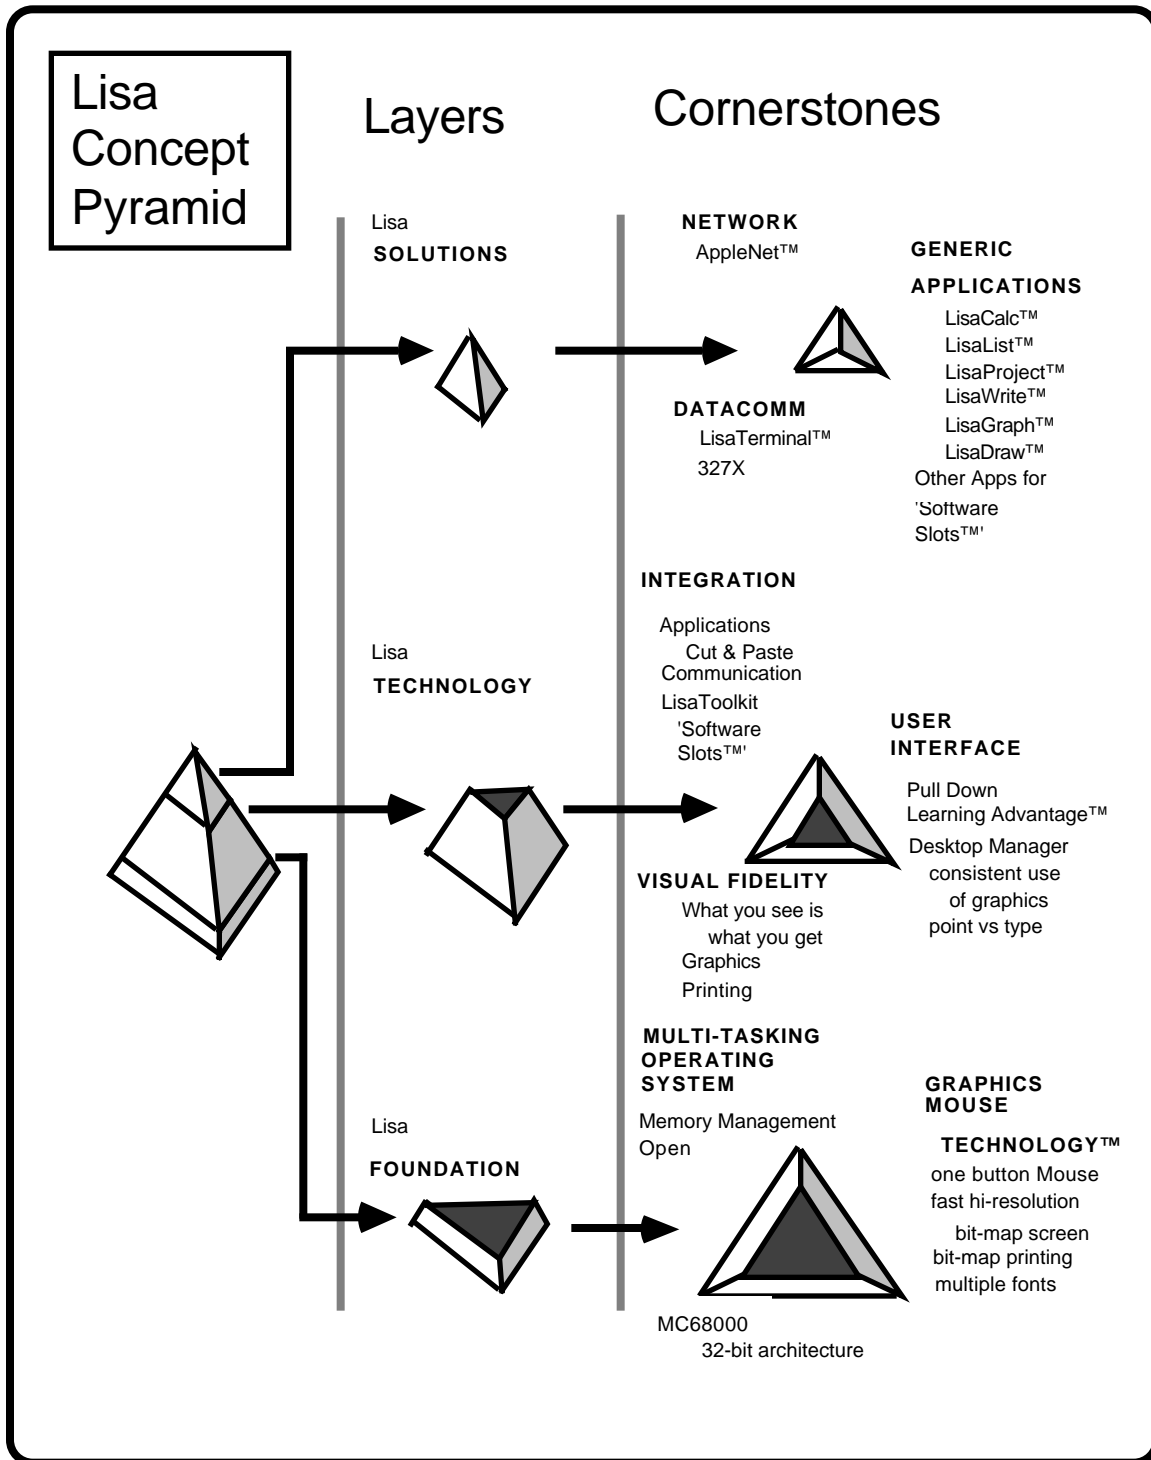 Lisa
Concept
Pyramid
Layers
Cornerstones
Lisa
SOLUTIONS
NETWORK
AppleNet™
GENERIC
APPLICATIONS
LisaCalc™
LisaList™
LisaProject™
LisaWrite™
LisaGraph™
LisaDraw™
Other Apps for
'Software
Slots™'
DATACOMM
LisaTerminal™
327X
Lisa
TECHNOLOGY
INTEGRATION
Applications
Cut & Paste
Communication
LisaToolkit
'Software
Slots™'
USER
INTERFACE
Pull Down
Learning Advantage™
Desktop Manager
consistent use
of graphics
point vs type
VISUAL FIDELITY
What you see is
what you get
Graphics
Printing
Lisa
FOUNDATION
MULTI-TASKING
OPERATING
SYSTEM
Memory Management
Open
GRAPHICS
MOUSE
TECHNOLOGY™
one button Mouse
fast hi-resolution
bit-map screen
bit-map printing
multiple fonts
MC68000
32-bit architecture